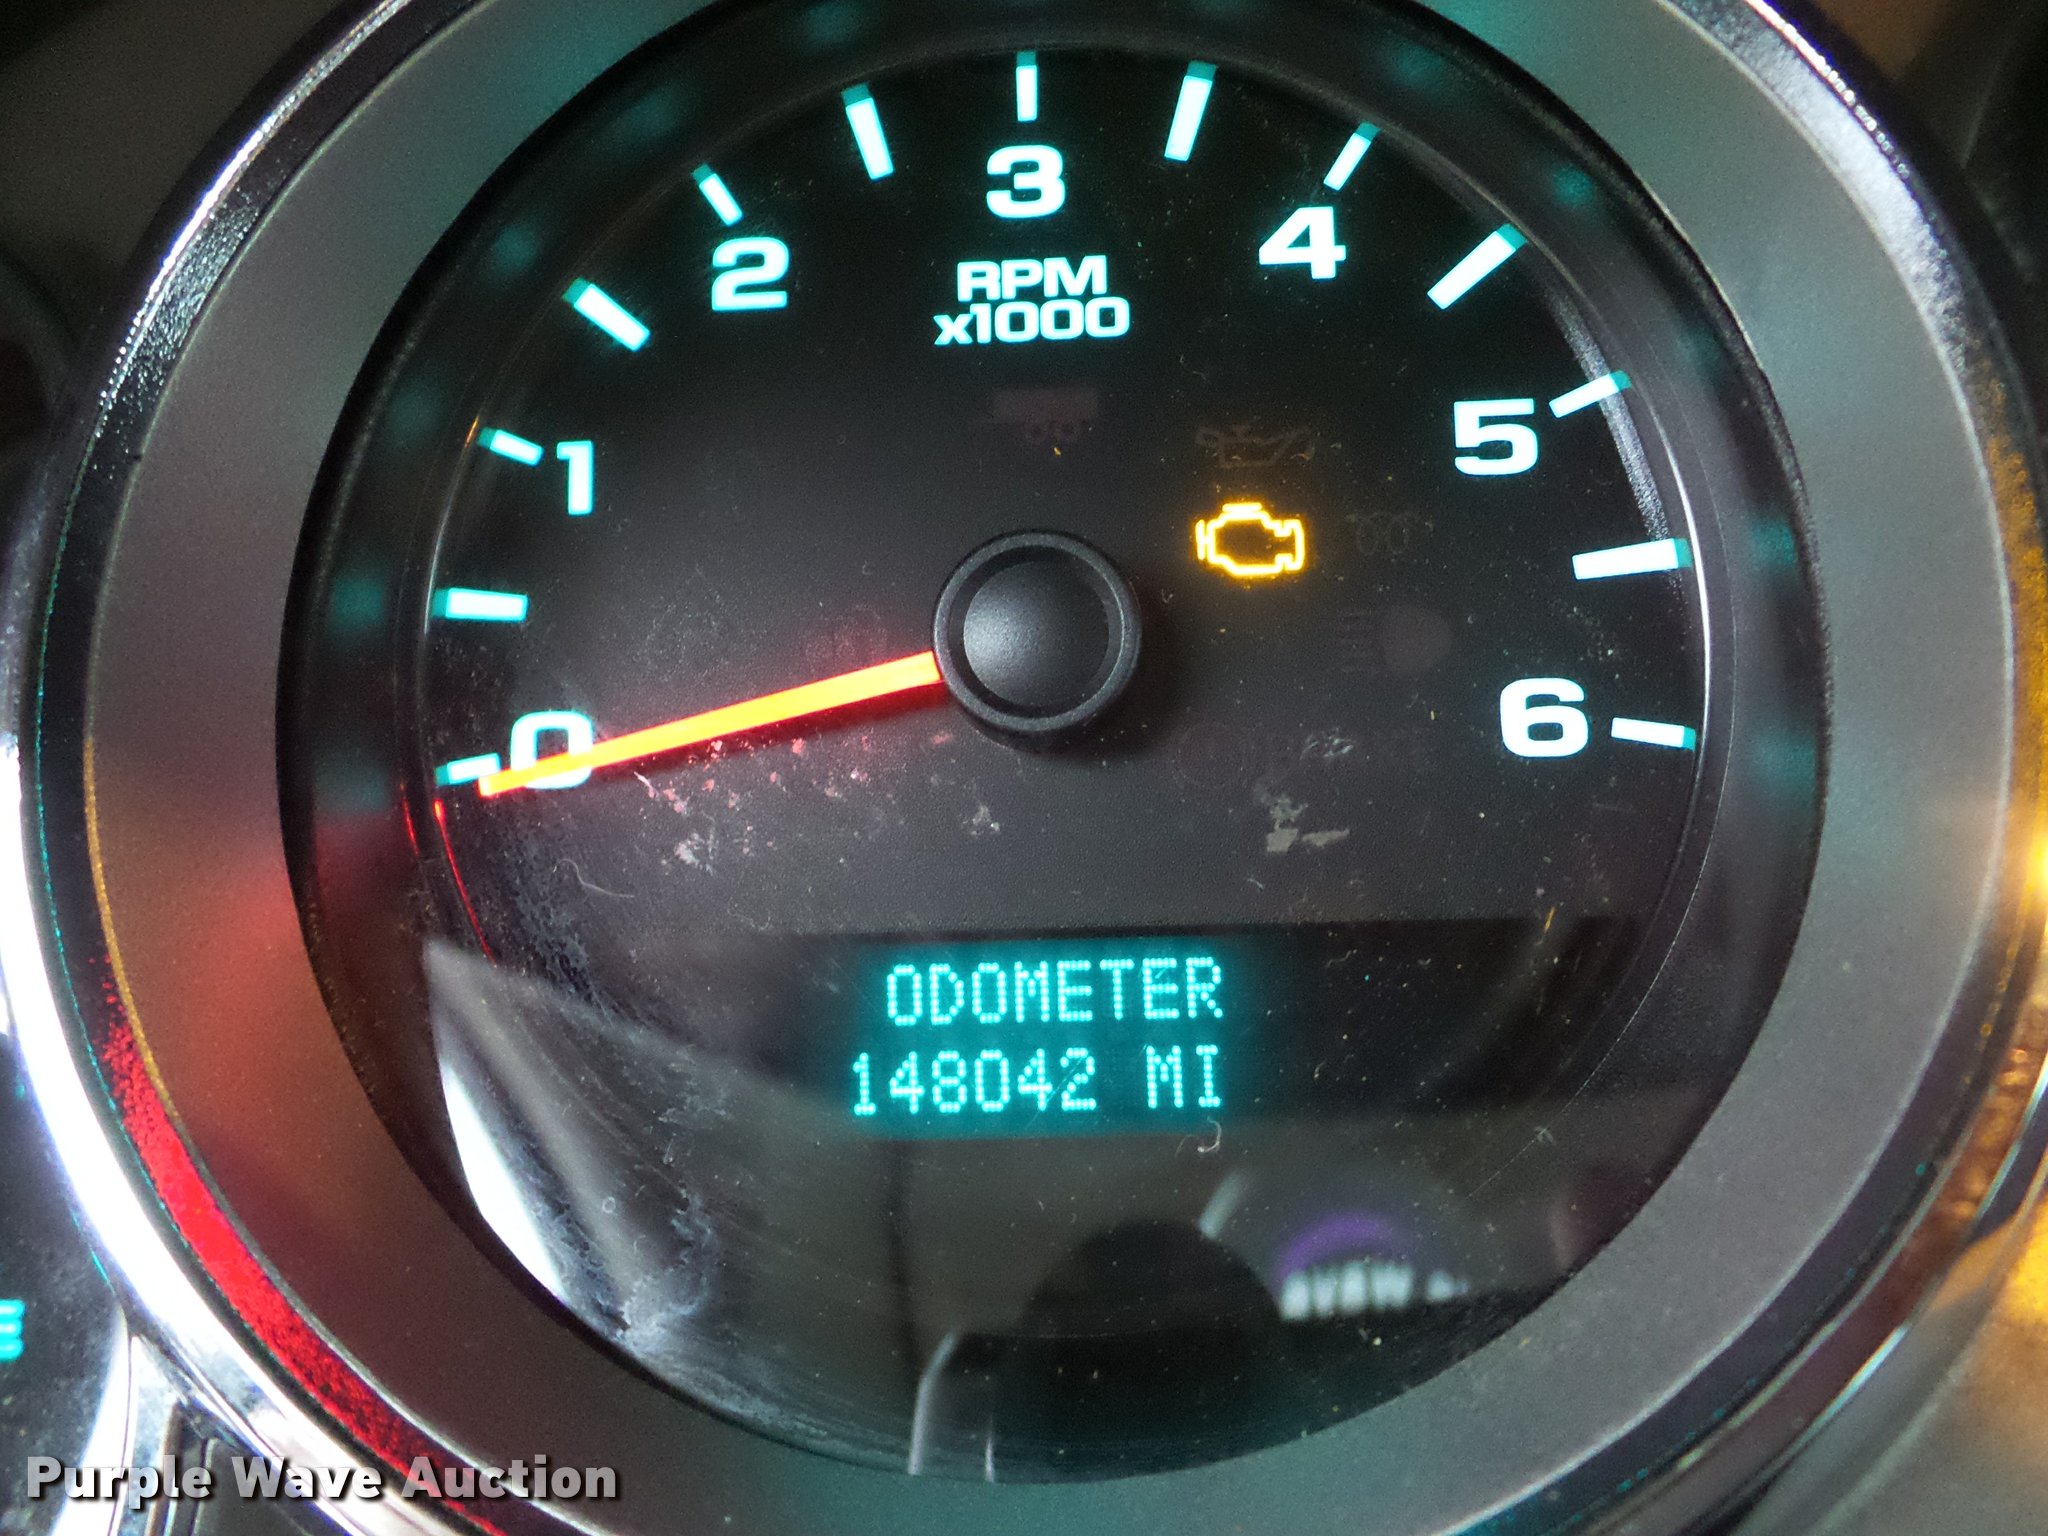 3
2
4
RPM
x1000
1
5
0
6
ODOMETER
148042 MI
E
Purple Wave Auction